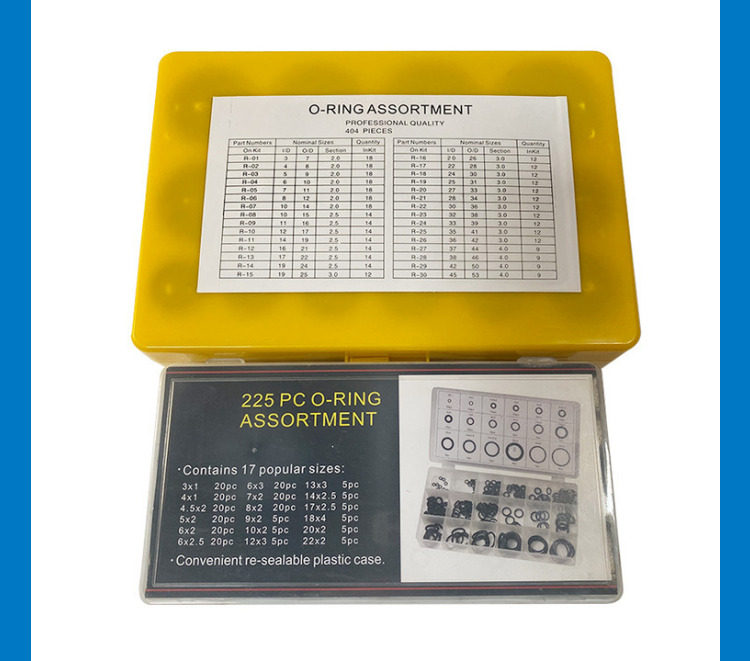 O-RING ASSORTMENT
PROFESSIONAL QUALITY
404 PIECES
Part Numbers Nominal Sizes Quantity Part Numbers Nominal Sizes Quantity
On Kit I/D O/D Section InKit On Kit I/D O/D Section InKit
R-01 3 7 2.0 18 R-16 20 26 3.0 12
R-02 4 8 2.0 18 R-17 22 28 3.0 12
R-03 5 9 2.0 18 R-18 24 30 3.0 12
R-04 6 10 2.0 18 R-19 25 31 3.0 12
R-05 7 11 2.0 18 R-20 27 33 3.0 12
R-06 8 12 2.0 18 R-21 28 34 3.0 12
R-07 10 14 2.0 18 R-22 30 36 3.0 12
R-08 10 15 2.5 14 R-23 32 38 3.0 12
R-09 11 16 2.5 14 R-24 33 39 3.0 12
R-10 12 17 2.5 14 R-25 35 41 3.0 12
R-11 14 19 2.5 14 R-26 36 42 3.0 12
R-12 16 21 2.5 14 R-27 37 44 4.0 9
R-13 17 22 2.5 14 R-28 38 46 4.0 9
R-14 19 24 2.5 14 R-29 42 50 4.0 9
R-15 19 25 3.0 12 R-30 45 53 4.0 9
225 PC O-RING
ASSORTMENT
·Contains 17 popular sizes:
3x1 20pc 6x3 20pc 13x3 5pc
4x1 20pc 7x2 20pc 14x2.5 5pc
4.5x2 20pc 8x2 20pc 17x2.5 5pc
5x2 20pc 9x2 5pc 18x4 5pc
6x2 20pc 10x2 5pc 20x2 5pc
6x2.5 20pc 12x3 5pc 22x2 5pc
·Convenient re-sealable plastic case.